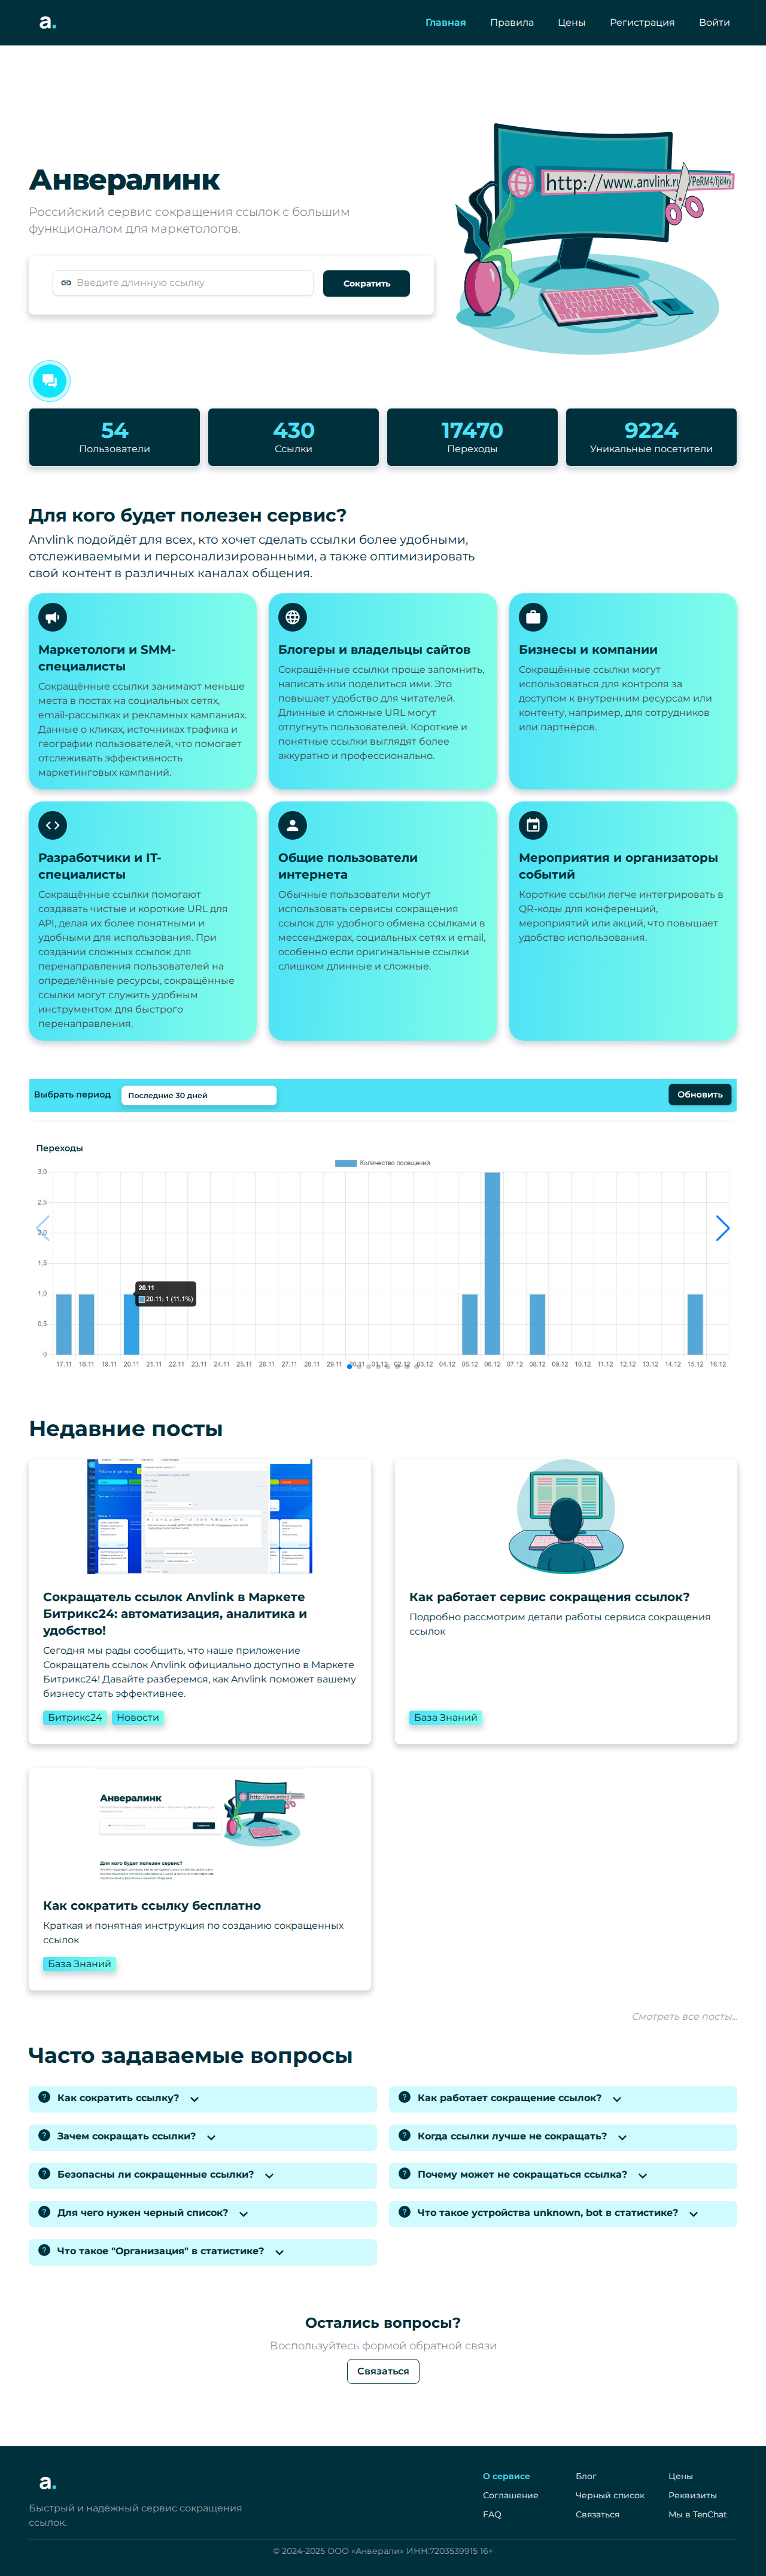 a.
Главная
Правила
Цены
Регистрация
Войти
Анвералинк
Российский сервис сокращения ссылок с большим
функционалом для маркетологов.
Введите длинную ссылку
Сократить
http://www.anvlink.ru
54
Пользователи
430
Ссылки
17470
Переходы
9224
Уникальные посетители
Для кого будет полезен сервис?
Anvlink подойдёт для всех, кто хочет сделать ссылки более удобными,
отслеживаемыми и персонализированными, а также оптимизировать
свой контент в различных каналах общения.
Маркетологи и SMM-
специалисты
Сокращённые ссылки занимают меньше
места в постах на социальных сетях,
email-рассылках и рекламных кампаниях.
Данные о кликах, источниках трафика и
географии пользователей, что помогает
отслеживать эффективность
маркетинговых кампаний.
Блогеры и владельцы сайтов
Сокращённые ссылки проще запомнить,
написать или поделиться ими. Это
повышает удобство для читателей.
Длинные и сложные URL могут
отпугнуть пользователей. Короткие и
понятные ссылки выглядят более
аккуратно и профессионально.
Бизнесы и компании
Сокращённые ссылки могут
использоваться для контроля за
доступом к внутренним ресурсам или
контенту, например, для сотрудников
или партнёров.
Разработчики и IT-
специалисты
Сокращённые ссылки помогают
создавать чистые и короткие URL для
API, делая их более понятными и
удобными для использования. При
создании сложных ссылок для
перенаправления пользователей на
определённые ресурсы, сокращённые
ссылки могут служить удобным
инструментом для быстрого
перенаправления.
Общие пользователи
интернета
Обычные пользователи могут
использовать сервисы сокращения
ссылок для удобного обмена ссылками в
мессенджерах, социальных сетях и email,
особенно если оригинальные ссылки
слишком длинные и сложные.
Мероприятия и организаторы
событий
Короткие ссылки легче интегрировать в
QR-коды для конференций,
мероприятий или акций, что повышает
удобство использования.
Выбрать период
Последние 30 дней
Обновить
Переходы
Количество посещений
3,0
2,5
2,0
1,5
1,0
0,5
0
20.11
20.11: 1 (11.1%)
17.11 18.11 19.11 20.11 21.11 22.11 23.11 24.11 25.11 26.11 27.11 28.11 29.11 30.11 01.12 02.12 03.12 04.12 05.12 06.12 07.12 08.12 09.12 10.12 11.12 12.12 13.12 14.12 15.12 16.12
Недавние посты
Сокращатель ссылок Anvlink в Маркете
Битрикс24: автоматизация, аналитика и
удобство!
Сегодня мы рады сообщить, что наше приложение
Сокращатель ссылок Anvlink официально доступно в Маркете
Битрикс24! Давайте разберемся, как Anvlink поможет вашему
бизнесу стать эффективнее.
Битрикс24
Новости
Как работает сервис сокращения ссылок?
Подробно рассмотрим детали работы сервиса сокращения
ссылок
База Знаний
Анвералинк
Для кого будет полезен сервис?
Как сократить ссылку бесплатно
Краткая и понятная инструкция по созданию сокращенных
ссылок
База Знаний
Смотреть все посты...
Часто задаваемые вопросы
Как сократить ссылку?
Как работает сокращение ссылок?
Зачем сокращать ссылки?
Когда ссылки лучше не сокращать?
Безопасны ли сокращенные ссылки?
Почему может не сокращаться ссылка?
Для чего нужен черный список?
Что такое устройства unknown, bot в статистике?
Что такое "Организация" в статистике?
Остались вопросы?
Воспользуйтесь формой обратной связи
Связаться
a.
Быстрый и надёжный сервис сокращения
ссылок.
О сервисе
Блог
Цены
Соглашение
Черный список
Реквизиты
FAQ
Связаться
Мы в TenChat
© 2024-2025 ООО «Анверали» ИНН:7203539915 16+